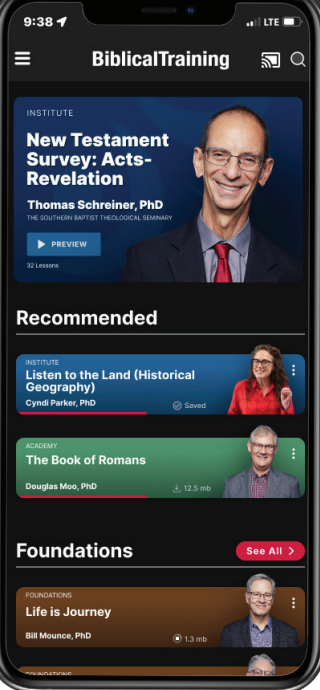 9:38
LTE
BiblicalTraining
INSTITUTE
New Testament
Survey: Acts-
Revelation
Thomas Schreiner, PhD
THE SOUTHERN BAPTIST THEOLOGICAL SEMINARY
PREVIEW
32 Lessons
Recommended
INSTITUTE
Listen to the Land (Historical
Geography)
Cyndi Parker, PhD
Saved
ACADEMY
The Book of Romans
Douglas Moo, PhD
12.5 mb
Foundations
See All
FOUNDATIONS
Life is Journey
Bill Mounce, PhD
1.3 mb
FOUNDATIONS